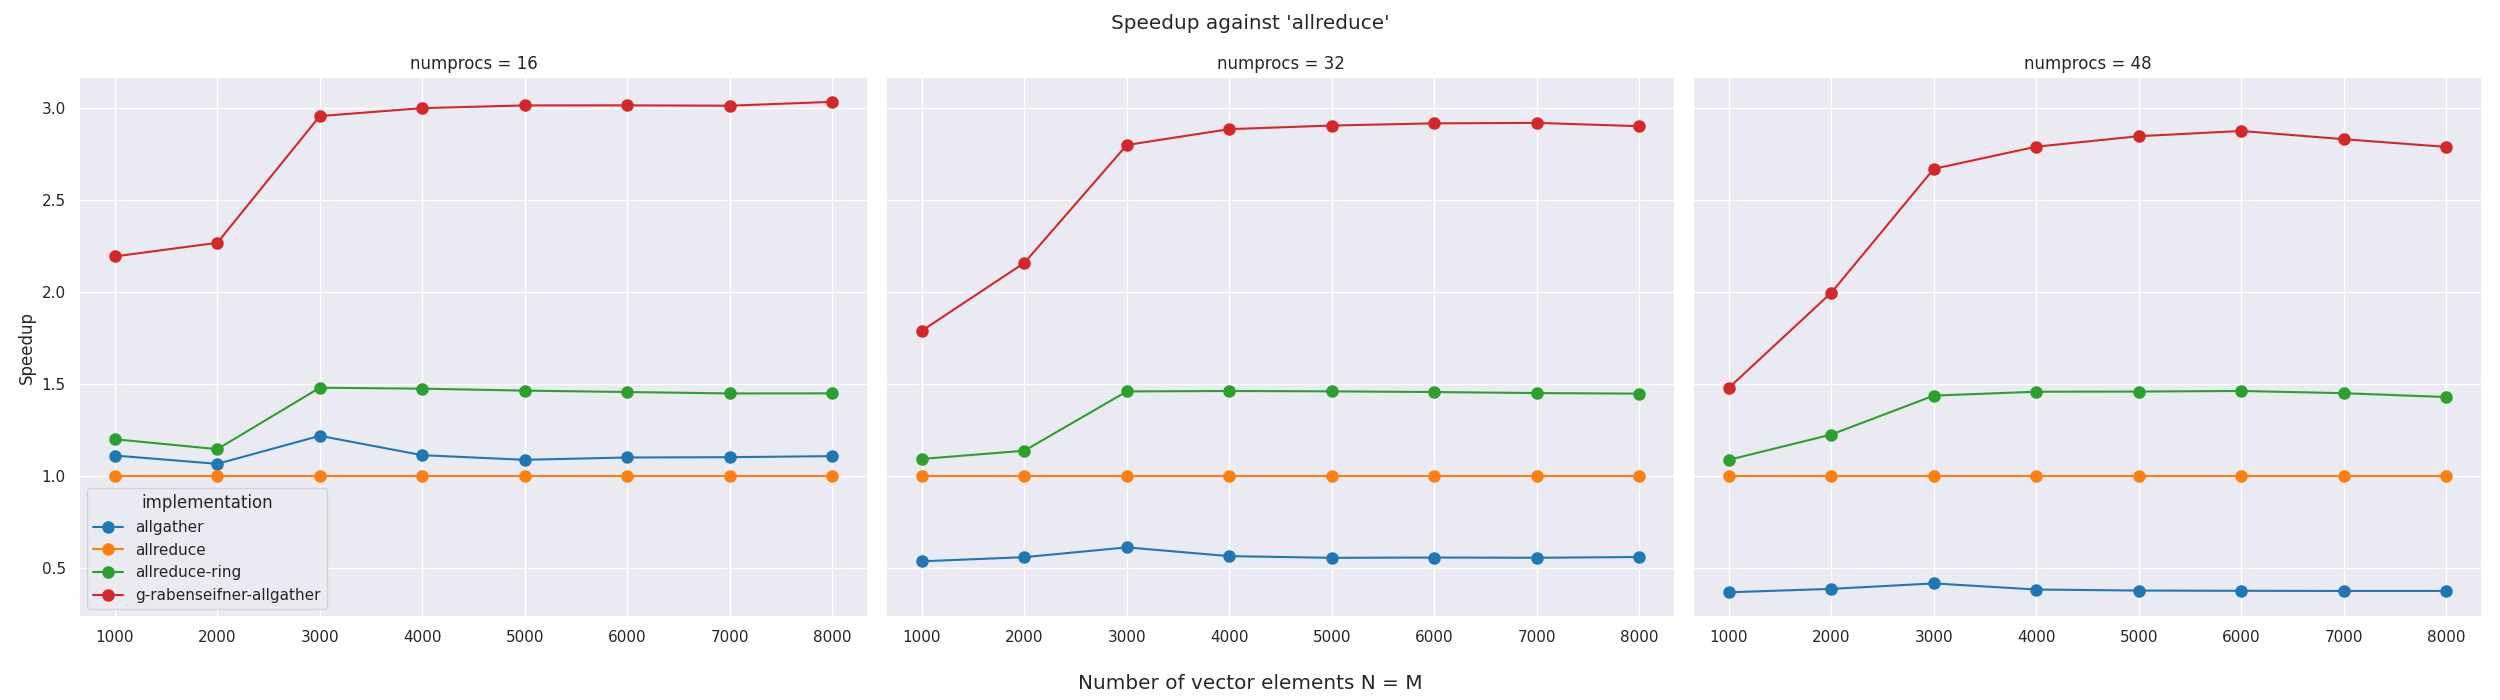 Speedup against 'allreduce'
numprocs = 16
numprocs = 32
numprocs = 48
Speedup
3.0
2.5
2.0
1.5
1.0
0.5
implementation
allgather
allreduce
allreduce-ring
g-rabenseifner-allgather
1000 2000 3000 4000 5000 6000 7000 8000
1000 2000 3000 4000 5000 6000 7000 8000
1000 2000 3000 4000 5000 6000 7000 8000
Number of vector elements N = M